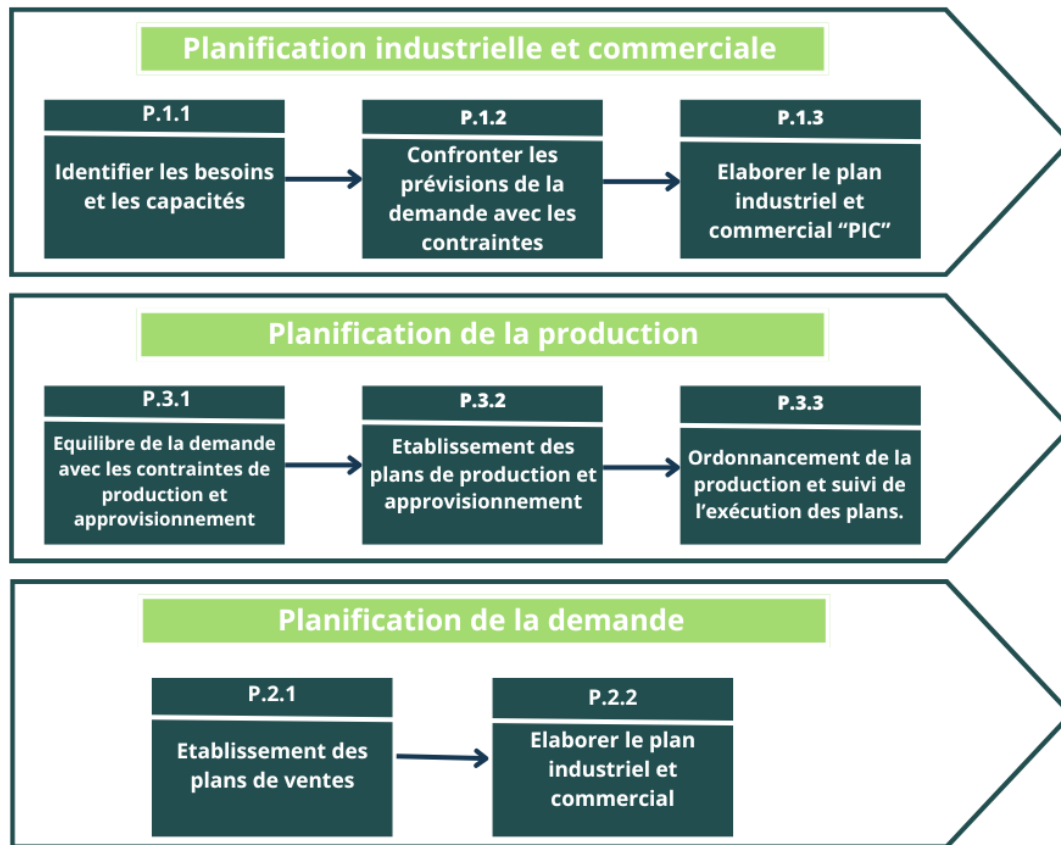 Planification industrielle et commerciale
P.1.1
Identifier les besoins
et les capacités
P.1.2
Confronter les
prévisions de la
demande avec les
contraintes
P.1.3
Elaborer le plan
industriel et
commercial “PIC”
Planification de la production
P.3.1
Equilibre de la demande
avec les contraintes de
production et
approvisionnement
P.3.2
Etablissement des
plans de production et
approvisionnement
P.3.3
Ordonnancement de la
production et suivi de
l’exécution des plans.
Planification de la demande
P.2.1
Etablissement des
plans de ventes
P.2.2
Elaborer le plan
industriel et
commercial